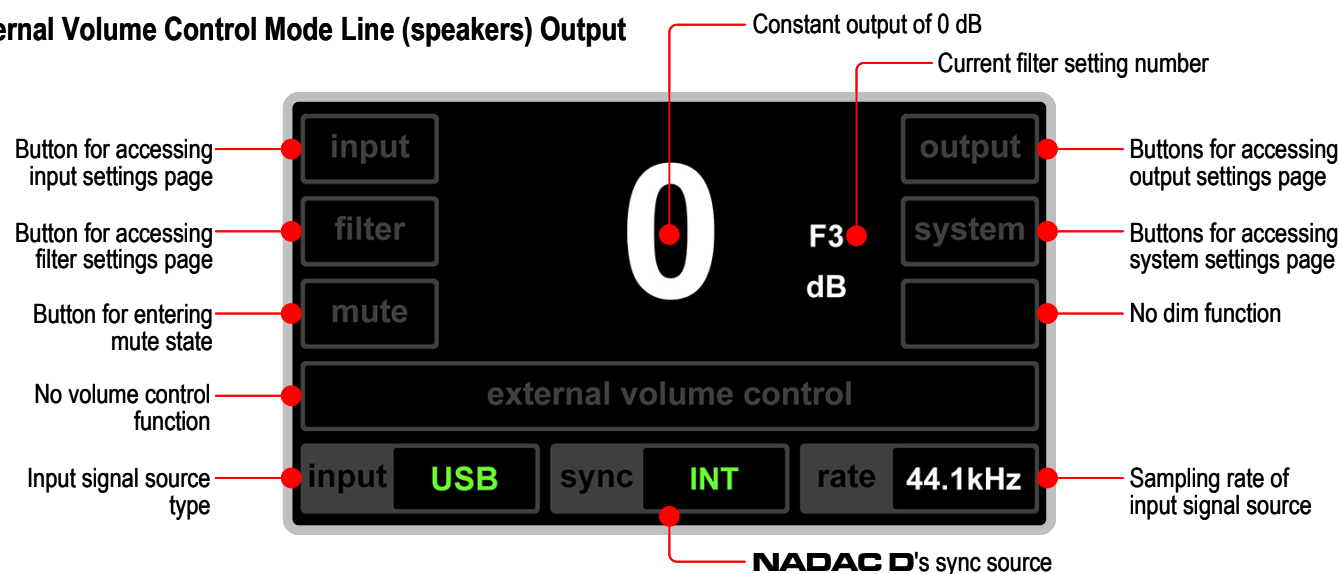 ernal Volume Control Mode Line (speakers) Output
Constant output of 0 dB
Current filter setting number
Button for accessing
input settings page
Button for accessing
filter settings page
Button for entering
mute state
No volume control
function
Input signal source
type
input
filter
mute
0
F3
dB
output
system
external volume control
input USB sync INT rate 44.1kHz
Buttons for accessing
output settings page
Buttons for accessing
system settings page
No dim function
Sampling rate of
input signal source
NADAC D's sync source